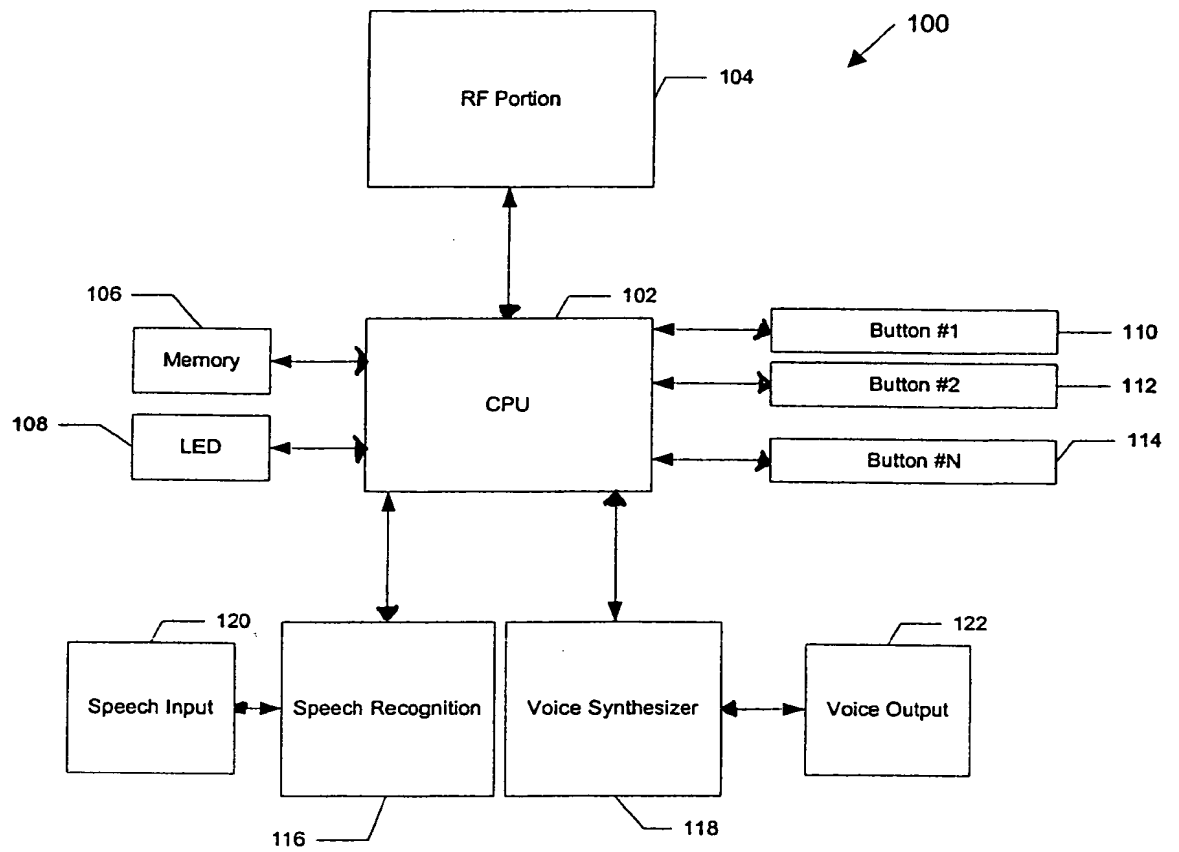 100
104
RF Portion
106
102
Memory
Button #1
110
Button #2
112
CPU
108
LED
114
Button #N
120
122
Speech Input
Speech Recognition
Voice Synthesizer
Voice Output
116
118